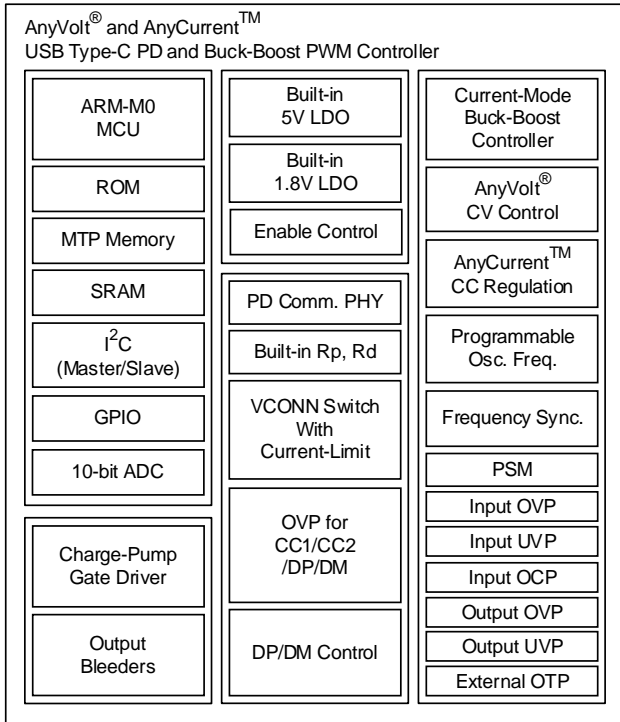 AnyVolt® and AnyCurrent™
USB Type-C PD and Buck-Boost PWM Controller
ARM-M0
MCU
ROM
MTP Memory
SRAM
I²C
(Master/Slave)
GPIO
10-bit ADC
Charge-Pump
Gate Driver
Output
Bleeders
Built-in
5V LDO
Built-in
1.8V LDO
Enable Control
PD Comm. PHY
Built-in Rp, Rd
VCONN Switch
With
Current-Limit
OVP for
CC1/CC2
/DP/DM
DP/DM Control
Current-Mode
Buck-Boost
Controller
AnyVolt®
CV Control
AnyCurrent™
CC Regulation
Programmable
Osc. Freq.
Frequency Sync.
PSM
Input OVP
Input UVP
Input OCP
Output OVP
Output UVP
External OTP